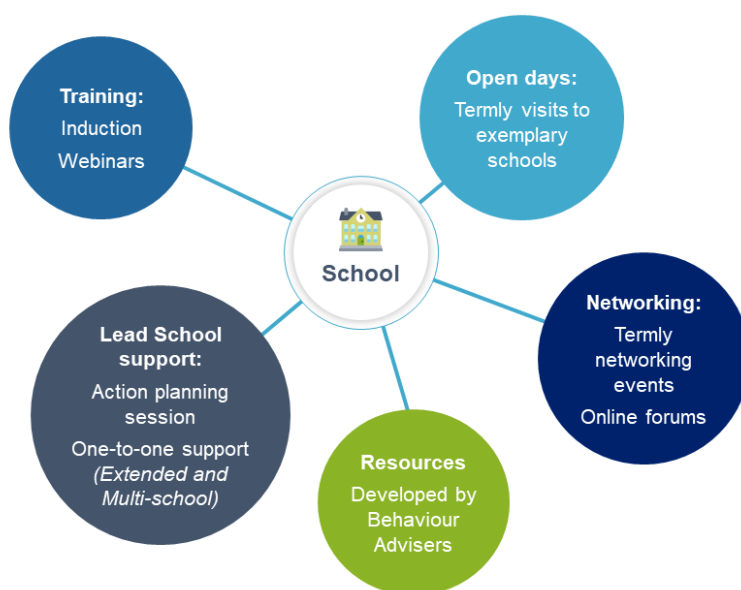 Training:
Induction
Webinars
Open days:
Termly visits to
exemplary
schools
School
Networking:
Termly
networking
events
Online forums
Lead School
support:
Action planning
session
One-to-one support
(Extended and
Multi-school)
Resources
Developed by
Behaviour
Advisers